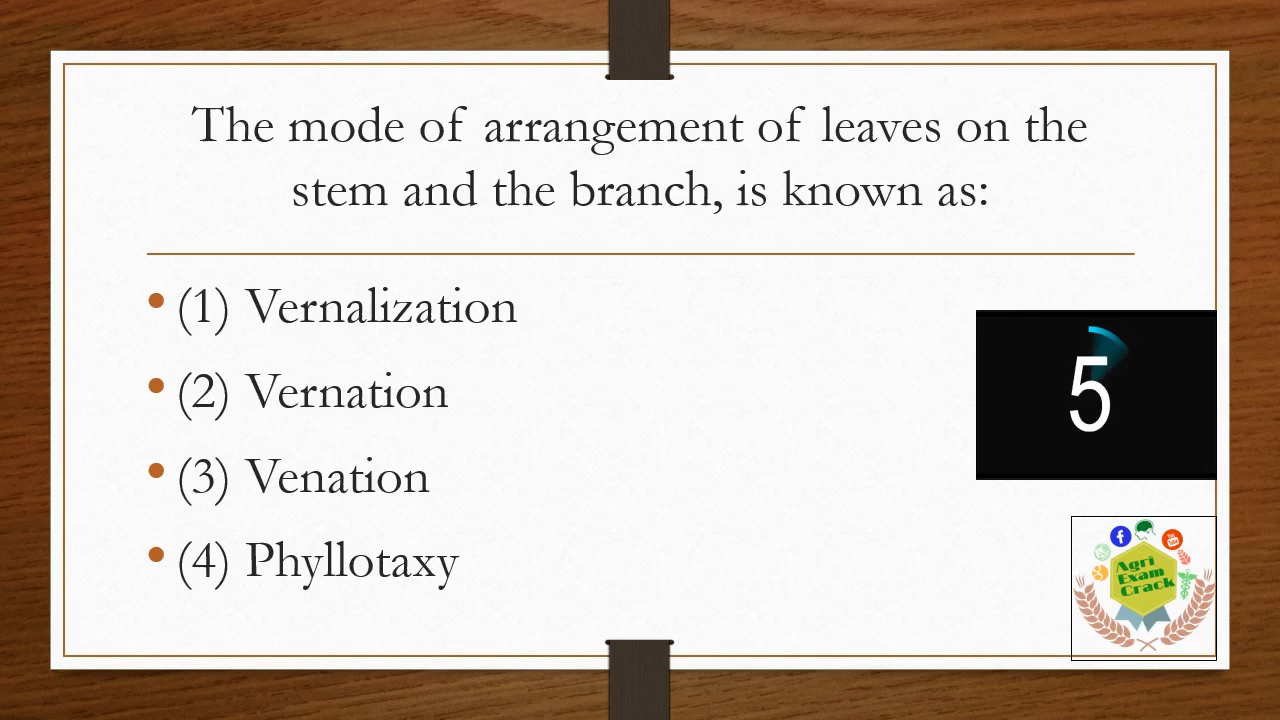 The mode of arrangement of leaves on the
stem and the branch, is known as:
• (1) Vernalization
• (2) Vernation
• (3) Venation
• (4) Phyllotaxy
5
Agri
Exam
Crack